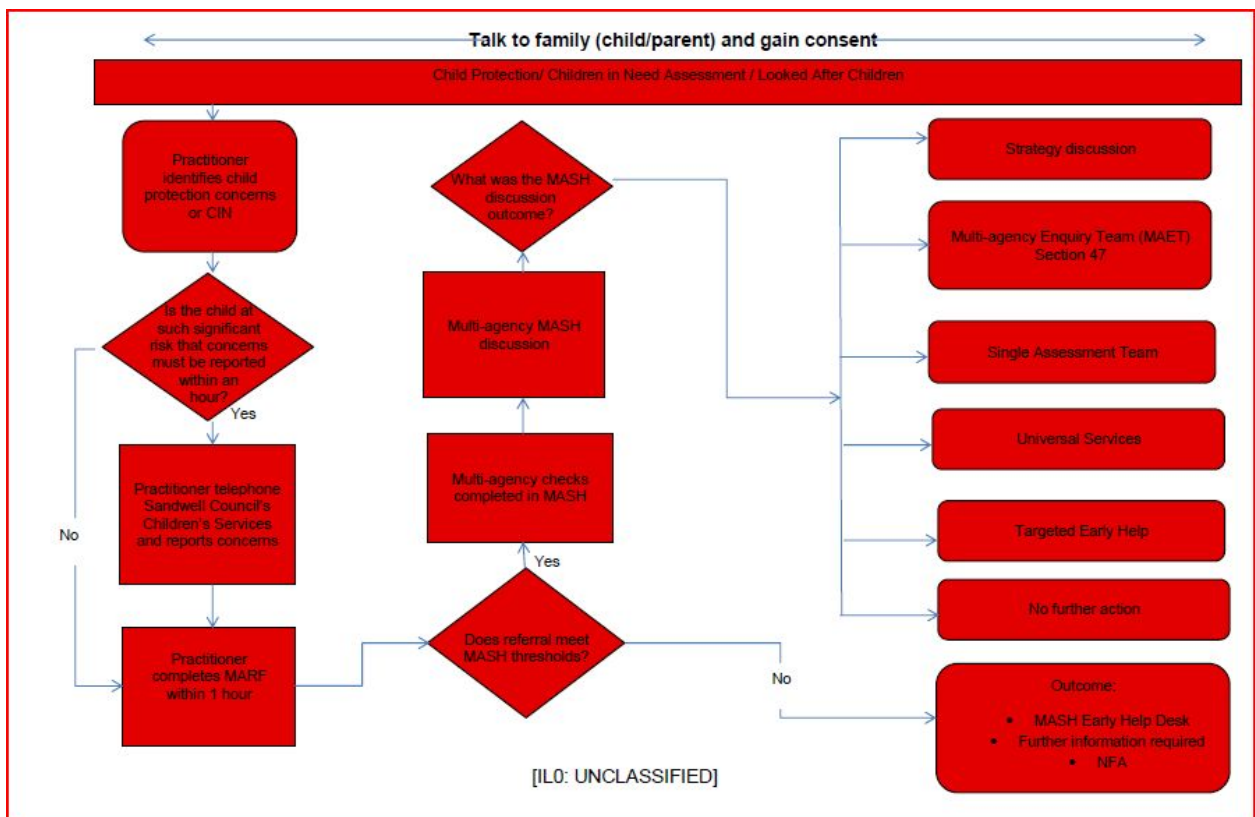 Talk to family (child/parent) and gain consent
Child Protection/ Children in Need Assessment / Looked After Children
Practitioner
identifies child
protection concerns
or CIN
Is the child at
such significant
risk that concerns
must be reported
within an
hour?
Yes
No
Practitioner telephone
Sandwell Council's
Children's Services
and reports concerns
Practitioner
completes MARF
within 1 hour
What was the MASH
discussion
outcome?
Multi-agency MASH
discussion
Multi-agency checks
completed in MASH
Yes
Does referral meet
MASH thresholds?
No
Strategy discussion
Multi-agency Enquiry Team (MAET)
Section 47
Single Assessment Team
Universal Services
Targeted Early Help
No further action
Outcome:
• MASH Early Help Desk
• Further information required
• NFA
[IL0: UNCLASSIFIED]